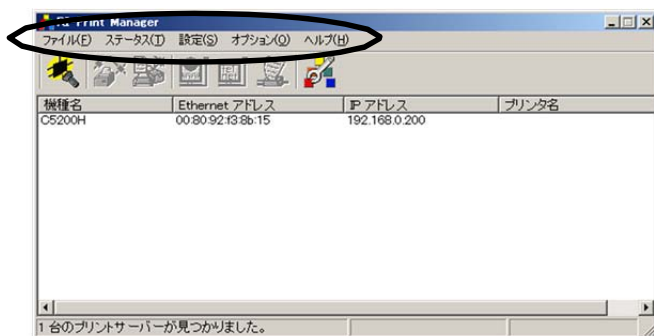 Print Manager
ファイル(F) ステータス(T) 設定(S) オプション(O) ヘルプ(H)
機種名 Ethernet アドレス IP アドレス プリンタ名
C5200H 00:80:92:f3:8b:15 192.168.0.200
1 台のプリントサーバーが見つかりました。